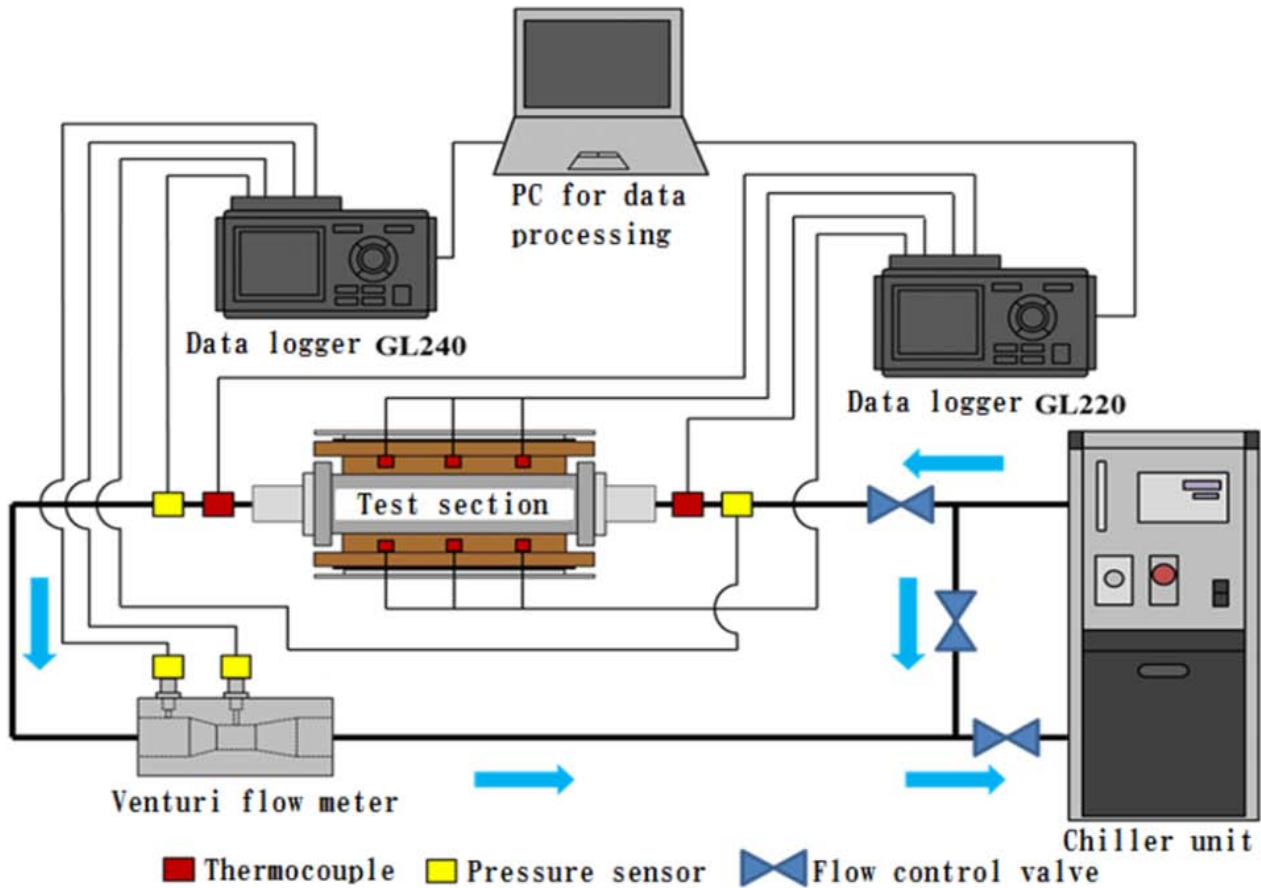 PC for data
processing
Data logger GL240
Data logger GL220
Test section
Venturi flow meter
Chiller unit
Thermocouple
Pressure sensor
Flow control valve